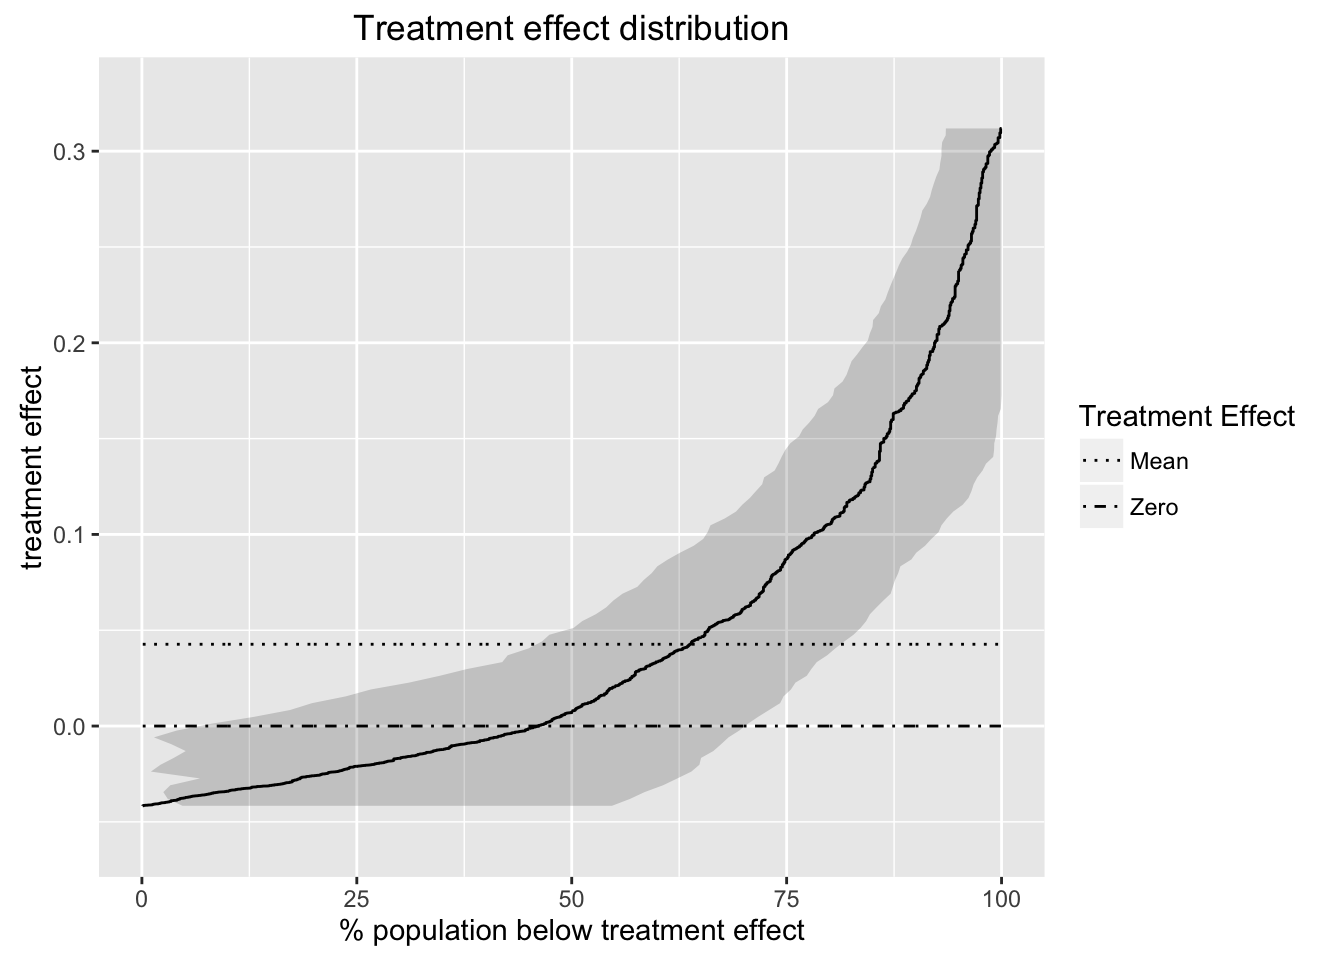 Treatment effect distribution
0.3
0.2
0.1
0.0
treatment effect
0 25 50 75 100
% population below treatment effect
Treatment Effect
Mean
Zero